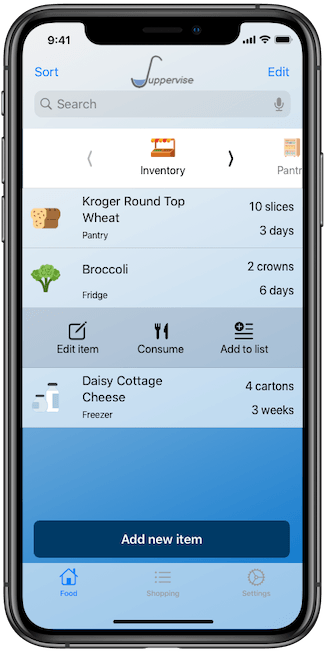 9:41
Sort
Suppervise
Edit
Search
Inventory
Pantr
Kroger Round Top
Wheat
Pantry
10 slices
3 days
Broccoli
Fridge
2 crowns
6 days
Edit item
Consume
Add to list
Daisy Cottage
Cheese
Freezer
4 cartons
3 weeks
Add new item
Food
Shopping
Settings